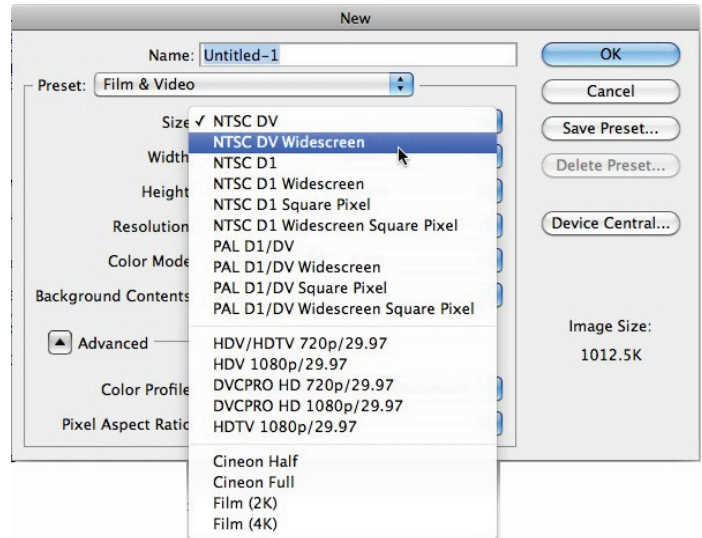 New
Name: Untitled-1
OK
Preset: Film & Video
Cancel
Size ✓ NTSC DV
Save Preset...
NTSC DV Widescreen
Width
NTSC D1
Delete Preset...
Height
NTSC D1 Widescreen
NTSC D1 Square Pixel
Resolution
NTSC D1 Widescreen Square Pixel
Device Central...
PAL D1/DV
Color Mode
PAL D1/DV Widescreen
PAL D1/DV Square Pixel
Background Contents
PAL D1/DV Widescreen Square Pixel
Image Size:
1012.5K
Advanced
HDV/HDTV 720p/29.97
HDV 1080p/29.97
Color Profile
DVCPRO HD 720p/29.97
DVCPRO HD 1080p/29.97
Pixel Aspect Ratio
HDTV 1080p/29.97
Cineon Half
Cineon Full
Film (2K)
Film (4K)